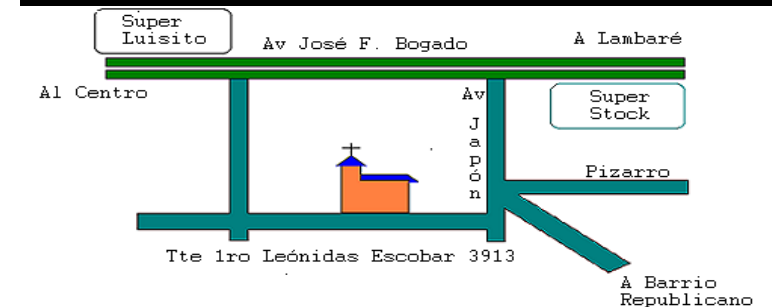 Super
Luisito
Av José F. Bogado
A Lambaré
Al Centro
Av
Japón
Super
Stock
Pizarro
Tte 1ro Leónidas Escobar 3913
A Barrio
Republicano